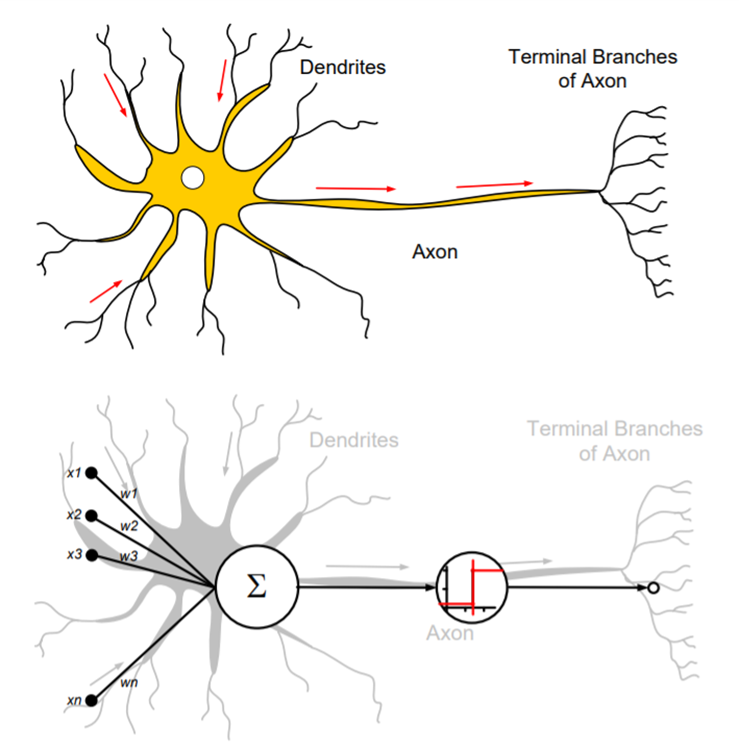 Dendrites
Terminal Branches
of Axon
Axon
Dendrites
Terminal Branches
of Axon
x1
w1
x2
w2
x3
w3
Σ
Axon
wn
xn